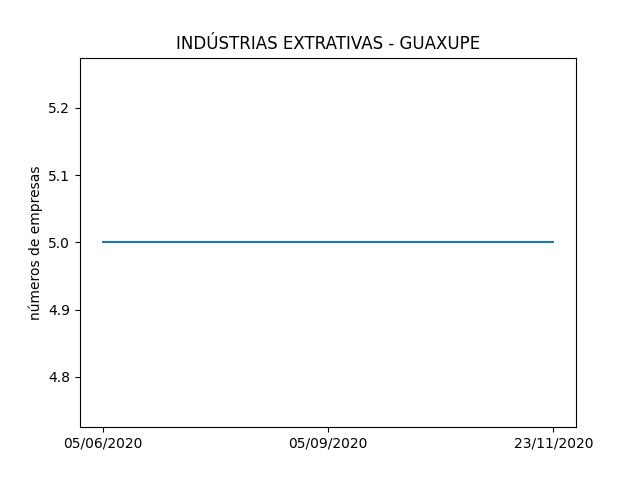 INDÚSTRIAS EXTRATIVAS - GUAXUPE
números de empresas
5.2
5.1
5.0
4.9
4.8
05/06/2020 05/09/2020 23/11/2020